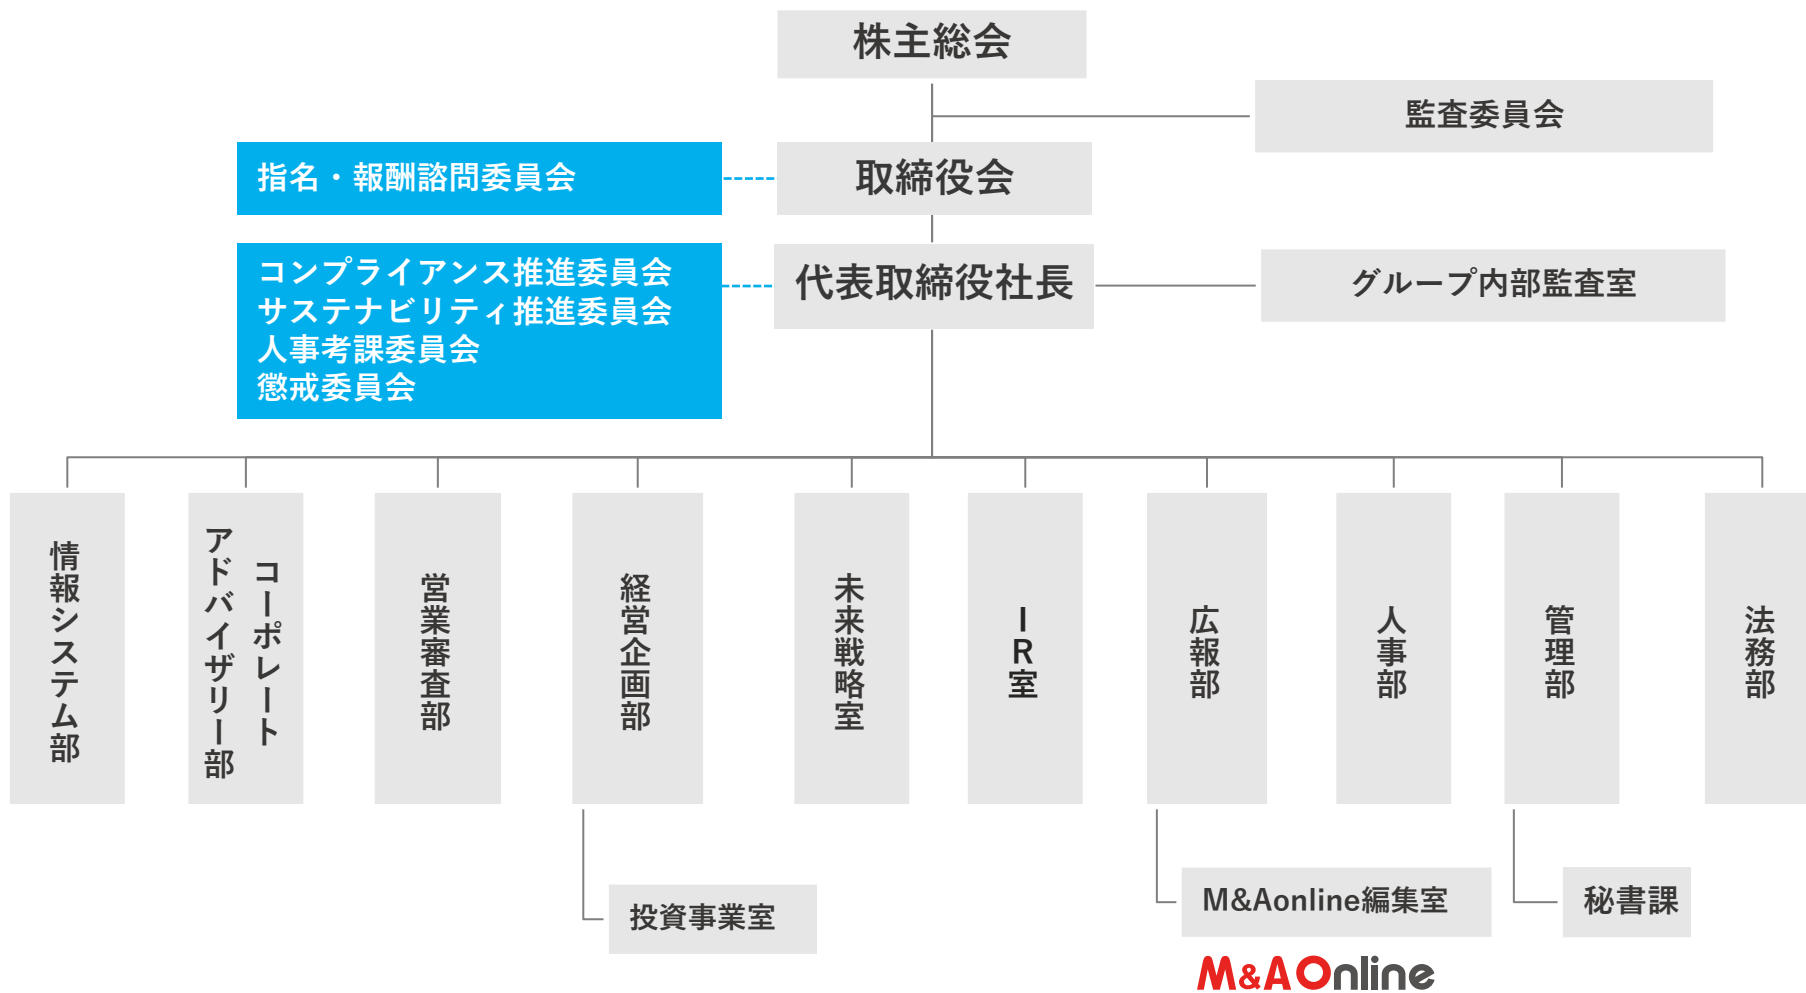 株主総会
監査委員会
指名・報酬諮問委員会
取締役会
コンプライアンス推進委員会
サステナビリティ推進委員会
人事考課委員会
懲戒委員会
代表取締役社長
グループ内部監査室
情報システム部
コーポレート
アドバイザリー部
営業審査部
経営企画部
未来戦略室
IR室
広報部
人事部
管理部
法務部
投資事業室
M&Aonline編集室
秘書課
M&A Online